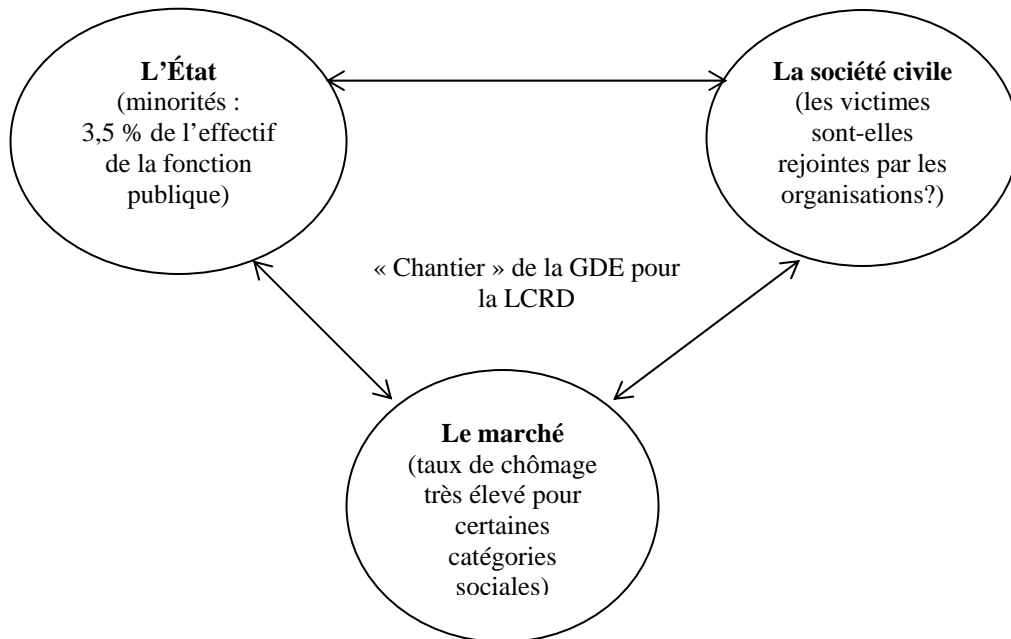 L’État
(minorités :
3,5 % de l’effectif
de la fonction
publique)
La société civile
(les victimes
sont-elles
rejointes par les
organisations?)
« Chantier » de la GDE pour
la LCRD
Le marché
(taux de chômage
très élevé pour
certaines
catégories
sociales)